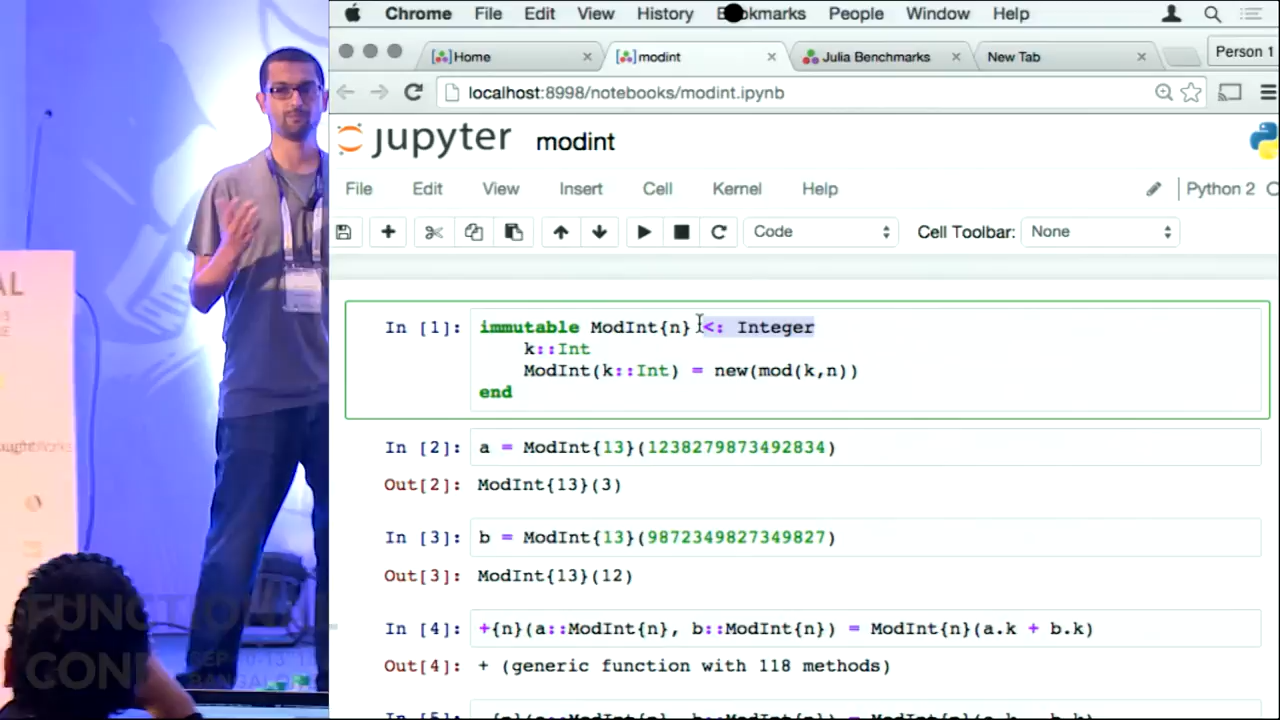 Chrome File Edit View History Bookmarks People Window Help
Home modint Julia Benchmarks New Tab Person 1
localhost:8998/notebooks/modint.ipynb
jupyter modint
File Edit View Insert Cell Kernel Help Python 2
Code Cell Toolbar: None
In [1]: immutable ModInt{n} <: Integer
k::Int
ModInt(k::Int) = new(mod(k,n))
end
In [2]: a = ModInt{13}(1238279873492834)
Out[2]: ModInt{13}(3)
In [3]: b = ModInt{13}(9872349827349827)
Out[3]: ModInt{13}(12)
In [4]: +{n}(a::ModInt{n}, b::ModInt{n}) = ModInt{n}(a.k + b.k)
Out[4]: + (generic function with 118 methods)
AL
FUNCTIONAL
CONF
BANGALORE